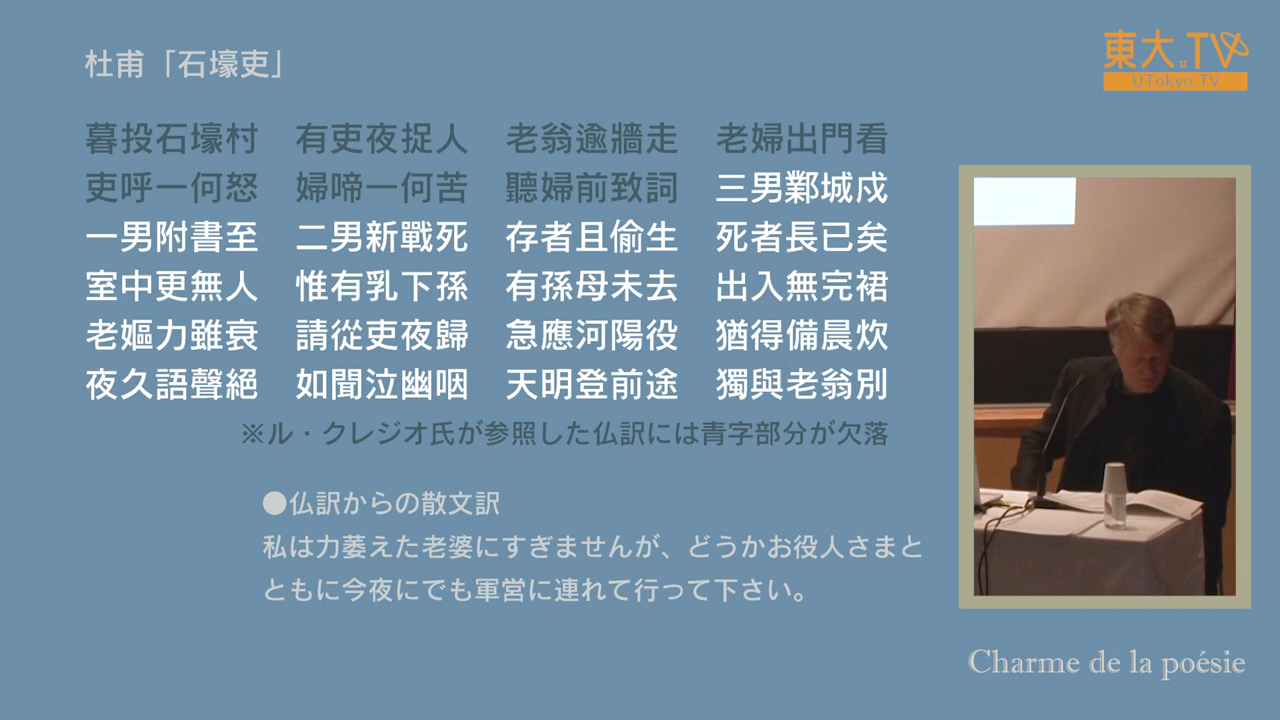 杜甫「石壕吏」
東大.TV
UTokyo.TV
暮投石壕村　有吏夜捉人　老翁逾牆走　老婦出門看
吏呼一何怒　婦啼一何苦　聽婦前致詞　三男鄴城戍
一男附書至　二男新戰死　存者且偷生　死者長已矣
室中更無人　惟有乳下孫　有孫母未去　出入無完裙
老嫗力雖衰　請從吏夜歸　急應河陽役　猶得備晨炊
夜久語聲絕　如聞泣幽咽　天明登前途　獨與老翁別
※ル・クレジオ氏が参照した仏訳には青字部分が欠落
●仏訳からの散文訳
私は力萎えた老婆にすぎませんが、どうかお役人さまと
ともに今夜にでも軍営に連れて行って下さい。
Charme de la poésie